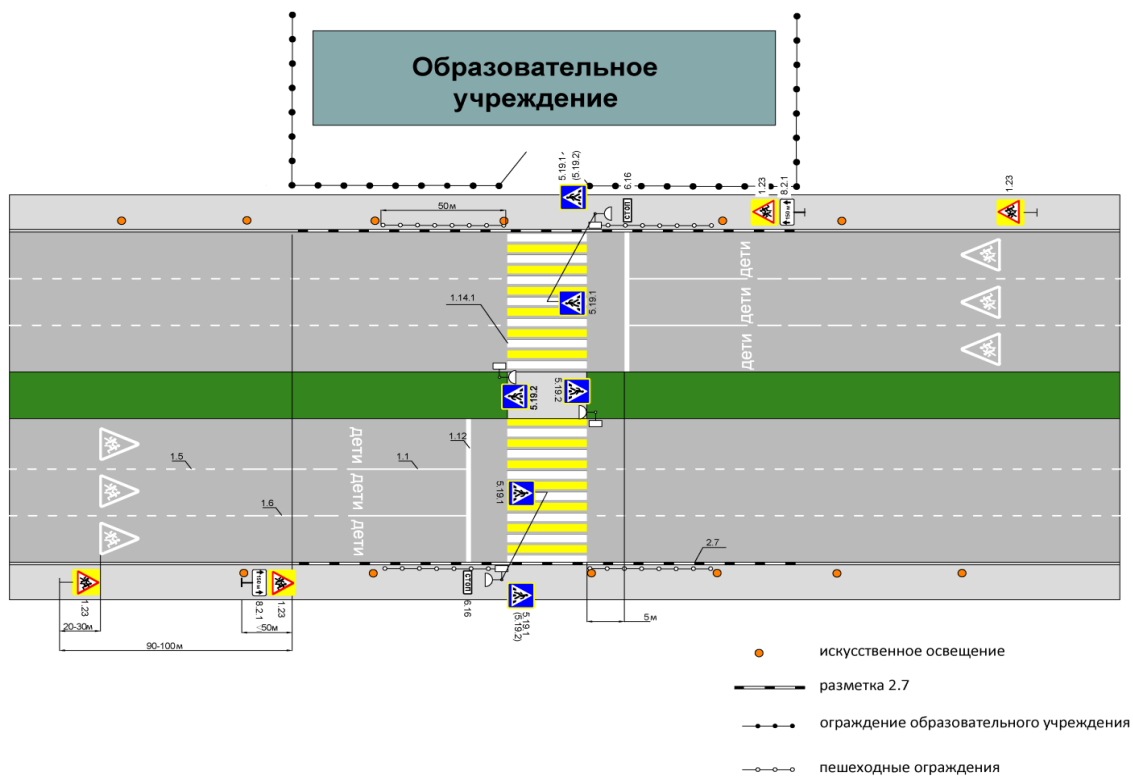 Образовательное
учреждение
5.19.1
(5.19.2)
6.16
СТОП
1.23
8.2.1
1.23
50м
5.19.1
1.14.1
дети дети дети
5.19.2
5.19.2
1.12
1.5
1.1
1.6
дети дети дети
5.19.1
2.7
1.23
8.2.1
1.23
СТОП
6.16
5.19.1
(5.19.2)
20-30м
≤50м
5м
90-100м
искусственное освещение
разметка 2.7
ограждение образовательного учреждения
пешеходные ограждения